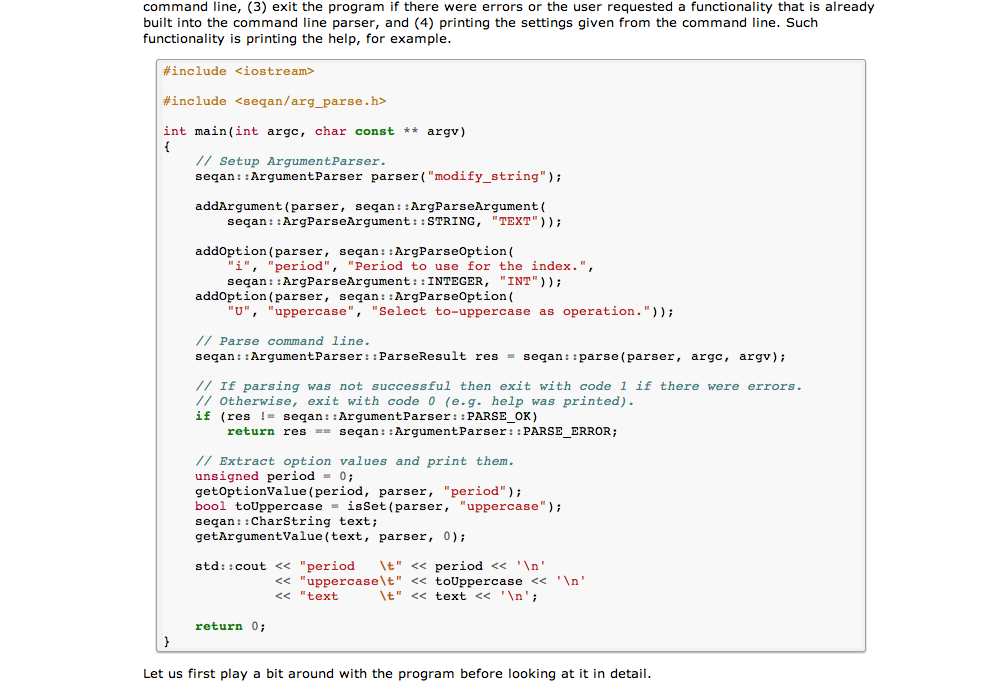 command line, (3) exit the program if there were errors or the user requested a functionality that is already
built into the command line parser, and (4) printing the settings given from the command line. Such
functionality is printing the help, for example.
#include <iostream>
#include <seqan/arg_parse.h>
int main(int argc, char const ** argv)
{
    // Setup ArgumentParser.
    seqan::ArgumentParser parser("modify_string");
    addArgument(parser, seqan::ArgParseArgument(
        seqan::ArgParseArgument::STRING, "TEXT"));
    addOption(parser, seqan::ArgParseOption(
        "i", "period", "Period to use for the index.",
        seqan::ArgParseArgument::INTEGER, "INT"));
    addOption(parser, seqan::ArgParseOption(
        "U", "uppercase", "Select to-uppercase as operation."));
    // Parse command line.
    seqan::ArgumentParser::ParseResult res = seqan::parse(parser, argc, argv);
    // If parsing was not successful then exit with code 1 if there were errors.
    // Otherwise, exit with code 0 (e.g. help was printed).
    if (res != seqan::ArgumentParser::PARSE_OK)
        return res == seqan::ArgumentParser::PARSE_ERROR;
    // Extract option values and print them.
    unsigned period = 0;
    getOptionValue(period, parser, "period");
    bool toUppercase = isSet(parser, "uppercase");
    seqan::CharString text;
    getArgumentValue(text, parser, 0);
    std::cout << "period   \t" << period << '\n'
              << "uppercase\t" << toUppercase << '\n'
              << "text     \t" << text << '\n';
    return 0;
}
Let us first play a bit around with the program before looking at it in detail.